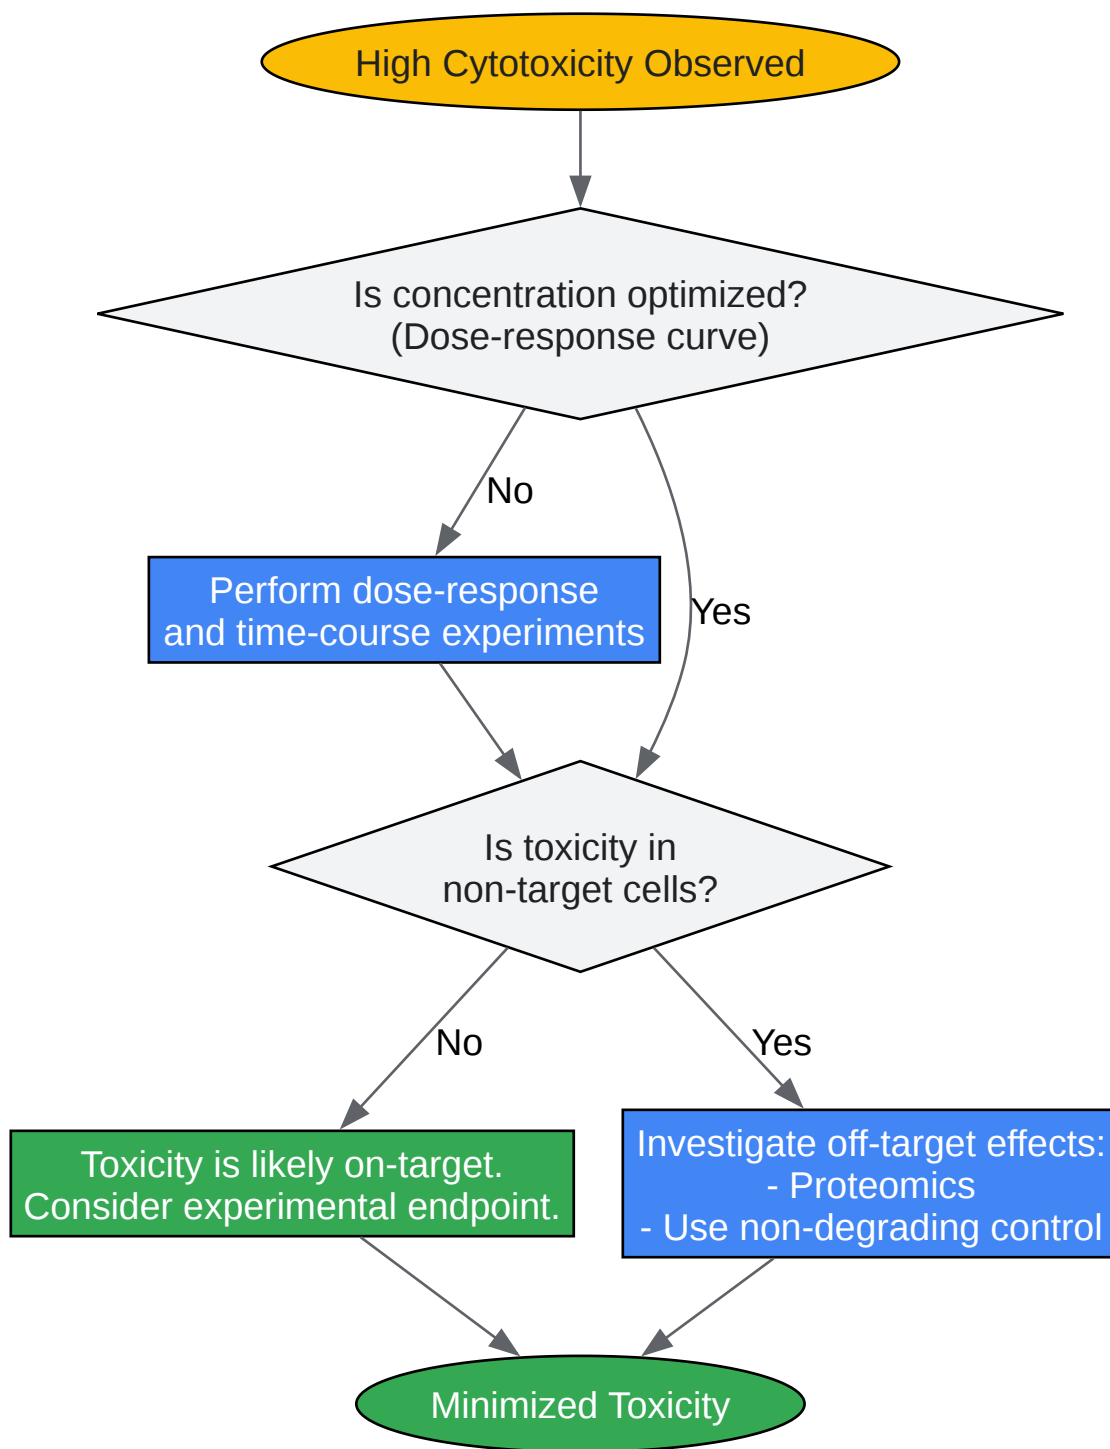 High Cytotoxicity Observed
Is concentration optimized?
(Dose-response curve)
No
Perform dose-response
and time-course experiments
Yes
Is toxicity in
non-target cells?
No
Yes
Toxicity is likely on-target.
Consider experimental endpoint.
Investigate off-target effects:
- Proteomics
- Use non-degrading control
Minimized Toxicity